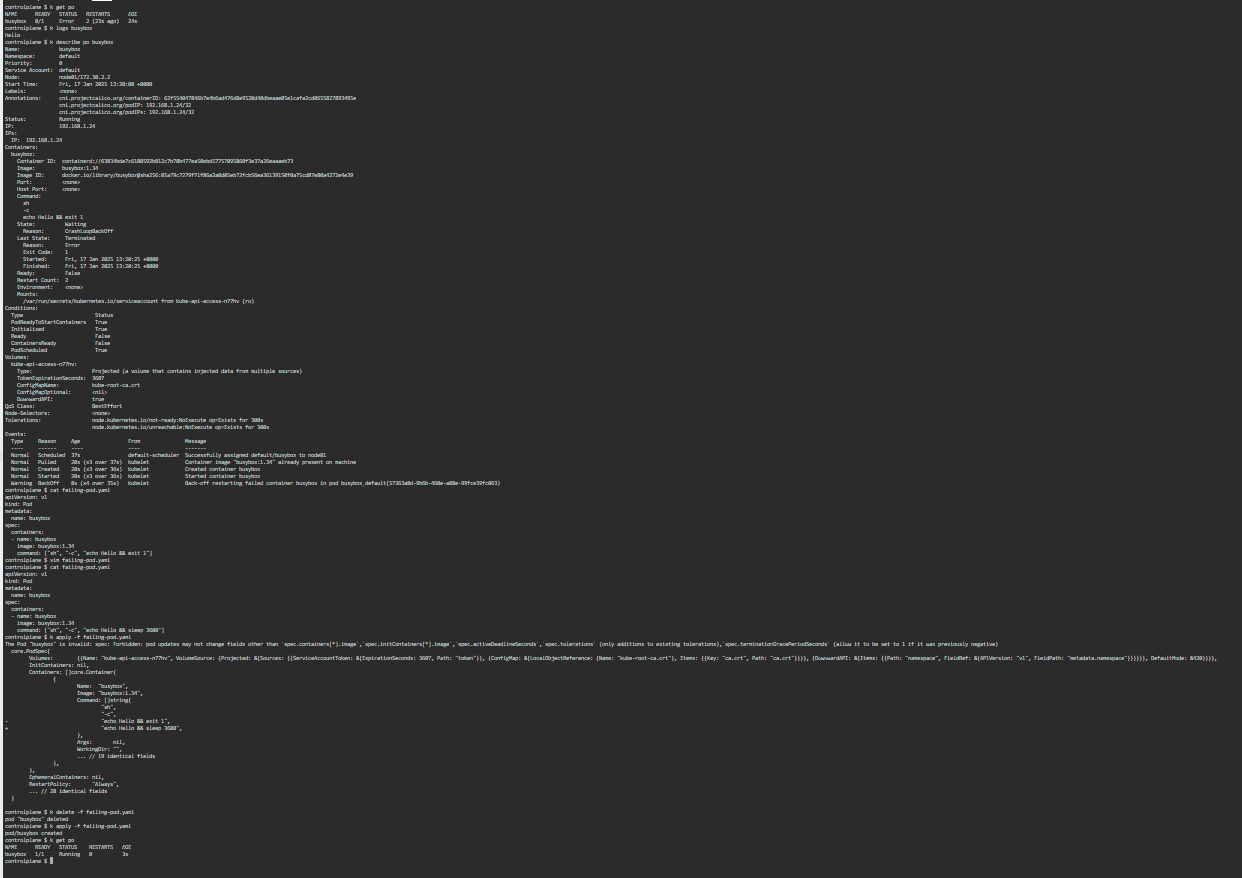 controlplane $ k get po
NAME READY STATUS RESTARTS AGE
busybox 0/1 Error 2 (23s ago) 24s
controlplane $ k logs busybox
Hello
controlplane $ k describe po busybox
Name: busybox
Namespace: default
Priority: 0
Service Account: default
Node: node01/172.30.2.2
Start Time: Fri, 17 Jan 2025 13:20:08 +0000
Labels: <none>
Annotations: cni.projectcalico.org/containerID:
cni.projectcalico.org/podIP: 192.168.1.24/32
cni.projectcalico.org/podIPs: 192.168.1.24/32
Status: Running
IP: 192.168.1.24
IPs:
IP: 192.168.1.24
Containers:
busybox:
Container ID:
Image: busybox:1.34
Image ID:
Port: <none>
Host Port: <none>
Command:
sh
-c
echo Hello && exit 1
State: Waiting
Reason: CrashLoopBackOff
Last State: Terminated
Reason: Error
Exit Code: 1
Started: Fri, 17 Jan 2025 13:20:25 +0000
Finished: Fri, 17 Jan 2025 13:20:25 +0000
Ready: False
Restart Count: 2
Environment: <none>
Mounts:
/var/run/secrets/kubernetes.io/serviceaccount from kube-api-access-n77hv (ro)
Conditions:
Type Status
PodReadyToStartContainers True
Initialized True
Ready False
ContainersReady False
PodScheduled True
Volumes:
kube-api-access-n77hv:
Type: Projected (a volume that contains injected data from multiple sources)
TokenExpirationSeconds: 3607
ConfigMapName: kube-root-ca.crt
ConfigMapOptional: <nil>
DownwardAPI: true
QoS Class: BestEffort
Node-Selectors: <none>
Tolerations: node.kubernetes.io/not-ready:NoExecute op=Exists for 300s
node.kubernetes.io/unreachable:NoExecute op=Exists for 300s
Events:
Type Reason Age From Message
---- ------ ---- ---- -------
Normal Scheduled 37s default-scheduler Successfully assigned default/busybox to node01
Normal Pulled 20s (x3 over 37s) kubelet Container image "busybox:1.34" already present on machine
Normal Created 20s (x3 over 36s) kubelet Created container busybox
Normal Started 20s (x3 over 36s) kubelet Started container busybox
Warning BackOff 8s (x4 over 35s) kubelet Back-off restarting failed container busybox in pod
controlplane $ cat failing-pod.yaml
apiVersion: v1
kind: Pod
metadata:
name: busybox
spec:
containers:
- name: busybox
image: busybox:1.34
command: ["sh", "-c", "echo Hello && exit 1"]
controlplane $ vim failing-pod.yaml
controlplane $ cat failing-pod.yaml
apiVersion: v1
kind: Pod
metadata:
name: busybox
spec:
containers:
- name: busybox
image: busybox:1.34
command: ["sh", "-c", "echo Hello && sleep 3600"]
controlplane $ k apply -f failing-pod.yaml
The Pod "busybox" is invalid: spec: Forbidden: pod updates may not change fields other than `spec.containers[*].image`,`spec.initContainers[*].image`,`spec.activeDeadlineSeconds`,`spec.tolerations` (only additions to existing tolerations),`spec.terminationGracePeriodSeconds` (allow it to be set to 1 if it was previously negative)
core.PodSpec{
Volumes: {{Name: "kube-api-access-n77hv", VolumeSource: {Projected: &{Sources: {{ServiceAccountToken: &{ExpirationSeconds: 3607, Path: "token"}}, {ConfigMap: &{LocalObjectReference: {Name: "kube-root-ca.crt"}, Items: {{Key: "ca.crt", Path: "ca.crt"}}}}, {DownwardAPI: &{Items: {{Path: "namespace", FieldRef: &{APIVersion: "v1", FieldPath: "metadata.namespace"}}}}}}, DefaultMode: &420}}}},
InitContainers: nil,
Containers: []core.Container{
{
Name: "busybox",
Image: "busybox:1.34",
Command: []string{
"sh",
"-c",
- "echo Hello && exit 1",
+ "echo Hello && sleep 3600",
},
Args: nil,
WorkingDir: "",
... // 19 identical fields
},
},
EphemeralContainers: nil,
RestartPolicy: "Always",
... // 28 identical fields
}
controlplane $ k delete -f failing-pod.yaml
pod "busybox" deleted
controlplane $ k apply -f failing-pod.yaml
pod/busybox created
controlplane $ k get po
NAME READY STATUS RESTARTS AGE
busybox 1/1 Running 0 3s
controlplane $